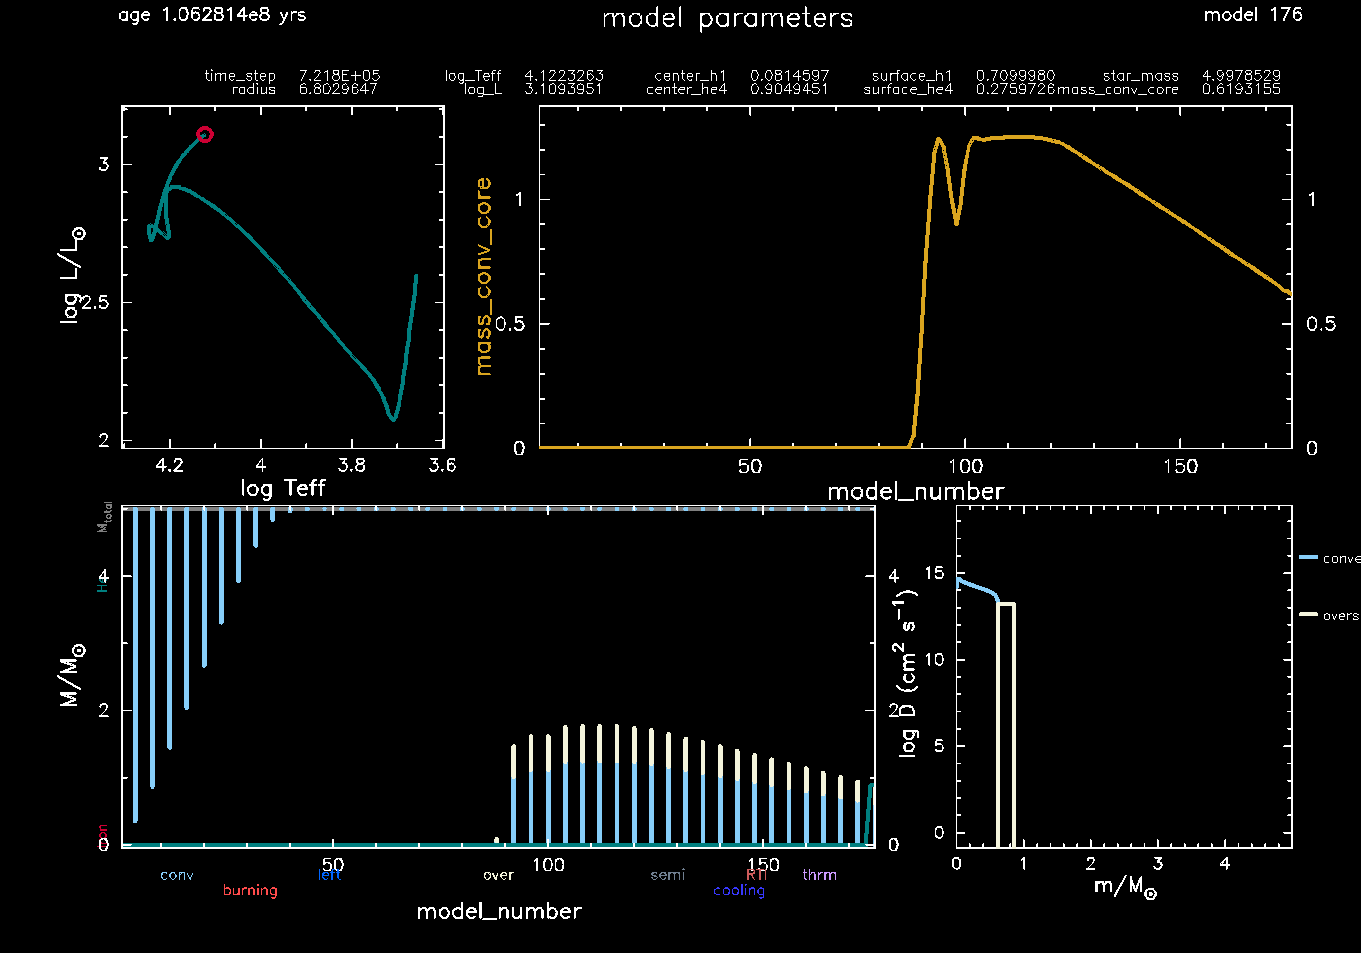 age 1.062814e8 yrs model parameters model 176
time_step 7.218E+05 log_Teff 4.1223263 center_h1 0.0814597 surface_h1 0.7099980 star_mass 4.9978529
radius 6.8029647 log_L 3.1093951 center_he4 0.9049451 surface_he4 0.2759726 mass_conv_core 0.6193155
log L/L⊙
3
2.5
2
4.2 4 3.8 3.6
log Teff
mass_conv_core
1
0.5
0
1
0.5
0
50 100 150
model_number
M/M⊙
Mtotal
He
4
2
0
4
2
0
50 100 150
conv left over semi RTI thrm
burning cooling
model_number
log D (cm² s⁻¹)
15
10
5
0
0 1 2 3 4
m/M⊙
conve
overs